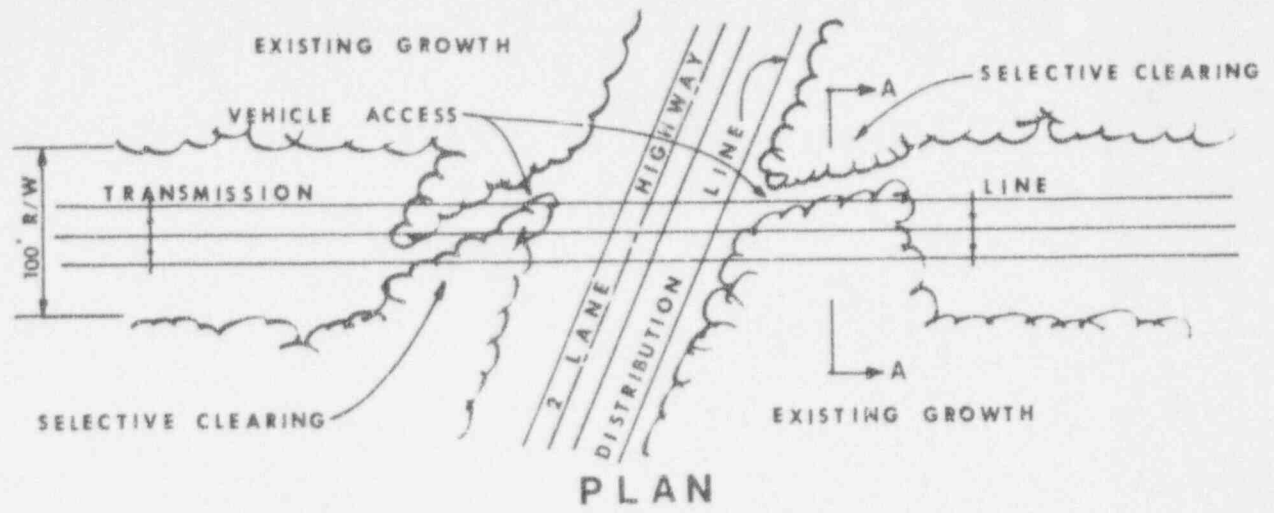 EXISTING GROWTH
VEHICLE ACCESS
SELECTIVE CLEARING
A
TRANSMISSION
LINE
100' R/W
2 LANE HIGHWAY
DISTRIBUTION LINE
A
SELECTIVE CLEARING
EXISTING GROWTH
PLAN